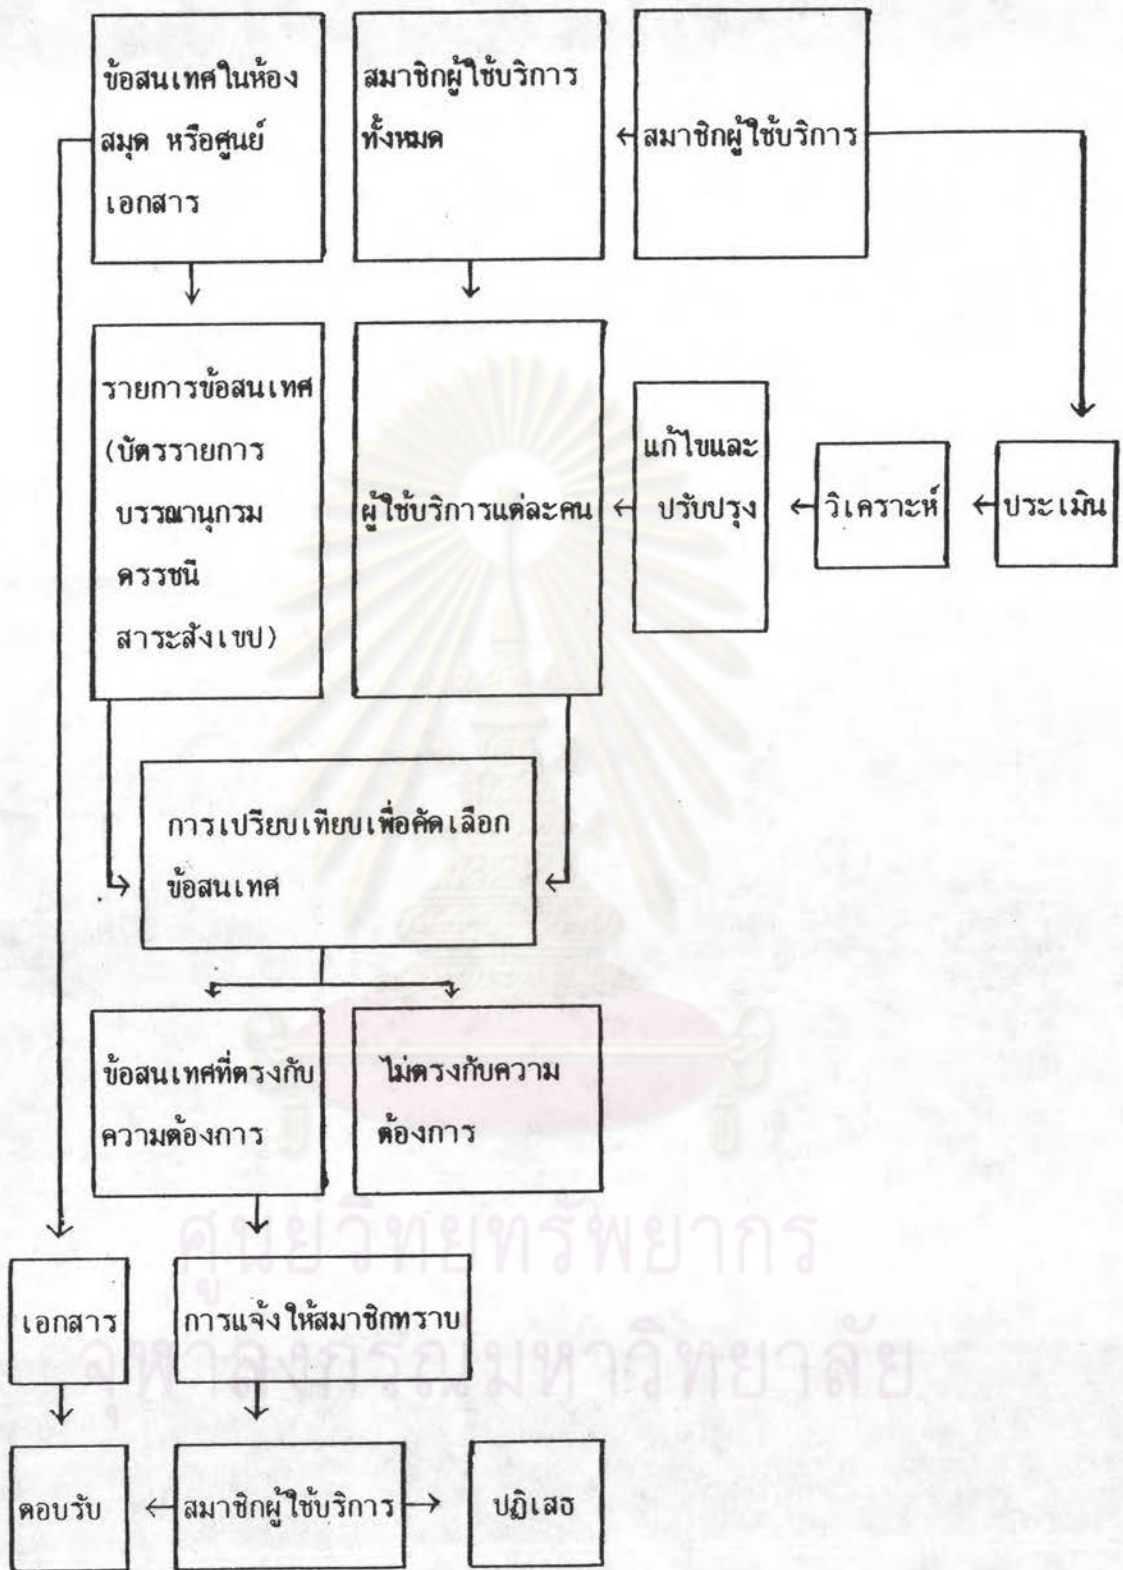 ข้อสนเทศในห้อง
สมุด หรือศูนย์
เอกสาร
สมาชิกผู้ใช้บริการ
ทั้งหมด
สมาชิกผู้ใช้บริการ
รายการข้อสนเทศ
(บัตรรายการ
บรรณานุกรม
ดรรชนี
สาระสังเขป)
ผู้ใช้บริการแต่ละคน
แก้ไขและ
ปรับปรุง
วิเคราะห์
ประเมิน
การเปรียบเทียบเพื่อคัดเลือก
ข้อสนเทศ
ข้อสนเทศที่ตรงกับ
ความต้องการ
ไม่ตรงกับความ
ต้องการ
ศูนย์วิทยทรัพยากร
เอกสาร
การแจ้งให้สมาชิกทราบ
จุฬาลงกรณ์มหาวิทยาลัย
ตอบรับ
สมาชิกผู้ใช้บริการ
ปฏิเสธ